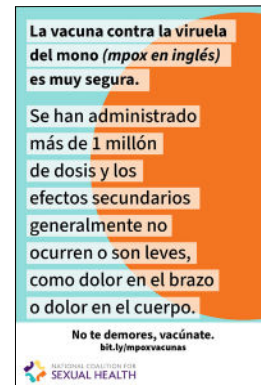 La vacuna contra la viruela
del mono (mpox en inglés)
es muy segura.
Se han administrado
más de 1 millón
de dosis y los
efectos secundarios
generalmente no
ocurren o son leves,
como dolor en el brazo
o dolor en el cuerpo.
No te demores, vacúnate.
bit.ly/mpoxvacunas
NATIONAL COALITION FOR
SEXUAL HEALTH